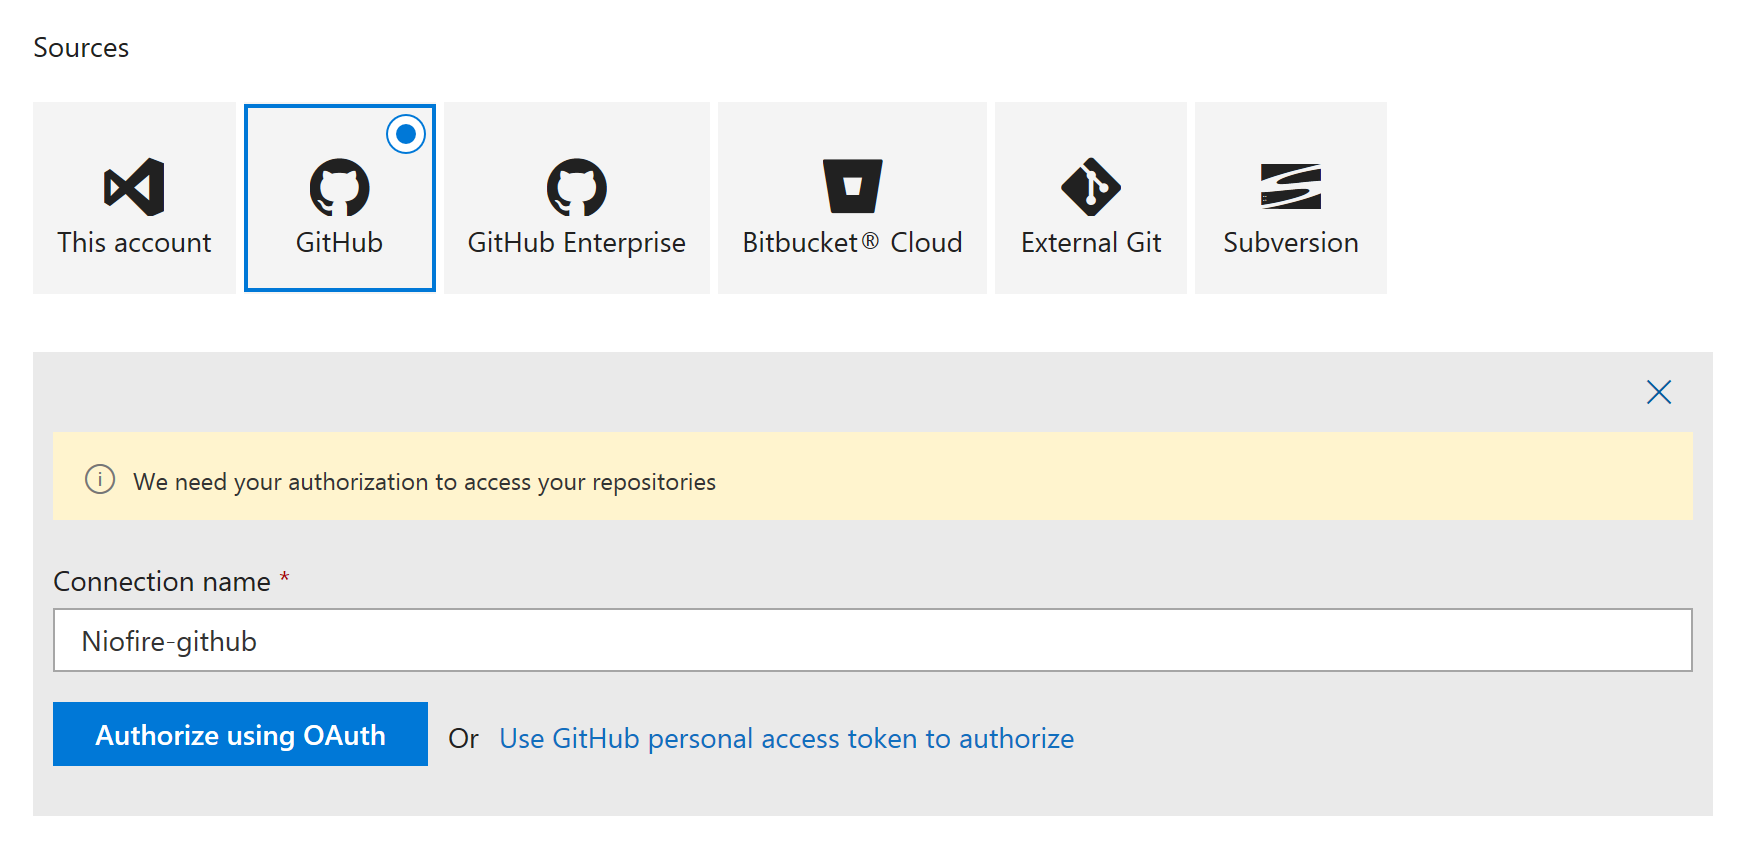 Sources
This account
GitHub
GitHub Enterprise
Bitbucket® Cloud
External Git
Subversion
We need your authorization to access your repositories
Connection name *
Niofire-github
Authorize using OAuth Or Use GitHub personal access token to authorize